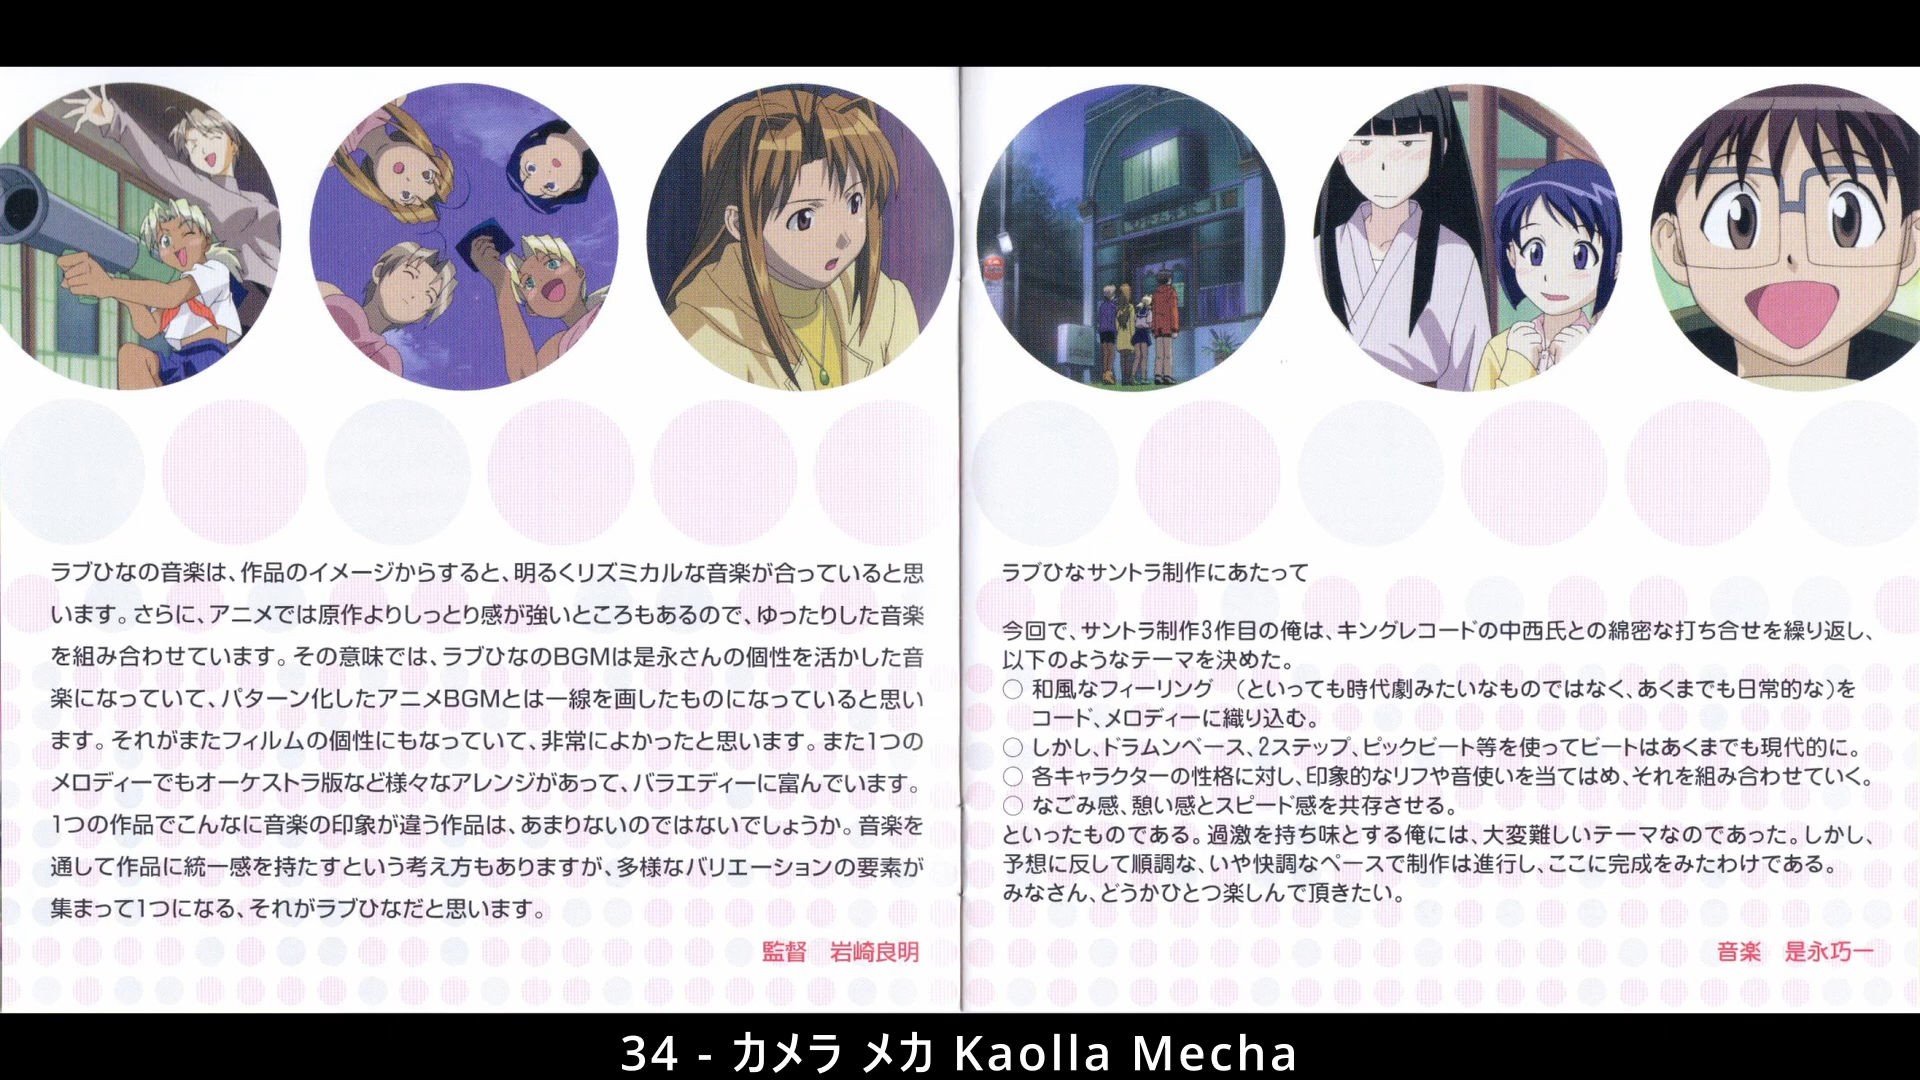 ラブひなの音楽は、作品のイメージからすると、明るくリズミカルな音楽が合っていると思
います。さらに、アニメでは原作よりしっとり感が強いところもあるので、ゆったりした音楽
を組み合わせています。その意味では、ラブひなのBGMは是永さんの個性を活かした音
楽になっていて、パターン化したアニメBGMとは一線を画したものになっていると思い
ます。それがまたフィルムの個性にもなっていて、非常によかったと思います。また1つの
メロディーでもオーケストラ版など様々なアレンジがあって、バラエディーに富んでいます。
1つの作品でこんなに音楽の印象が違う作品は、あまりないのではないでしょうか。音楽を
通して作品に統一感を持たすという考え方もありますが、多様なバリエーションの要素が
集まって1つになる、それがラブひなだと思います。
監督　岩崎良明
ラブひなサントラ制作にあたって
今回で、サントラ制作3作目の俺は、キングレコードの中西氏との綿密な打ち合せを繰り返し、
以下のようなテーマを決めた。
○ 和風なフィーリング　（といっても時代劇みたいなものではなく、あくまでも日常的な）を
コード、メロディーに織り込む。
○ しかし、ドラムンベース、2ステップ、ビックビート等を使ってビートはあくまでも現代的に。
○ 各キャラクターの性格に対し、印象的なリフや音使いを当てはめ、それを組み合わせていく。
○ なごみ感、憩い感とスピード感を共存させる。
といったものである。過激を持ち味とする俺には、大変難しいテーマなのであった。しかし、
予想に反して順調な、いや快調なペースで制作は進行し、ここに完成をみたわけである。
みなさん、どうかひとつ楽しんで頂きたい。
音楽　是永巧一
34 - カメラ メカ Kaolla Mecha